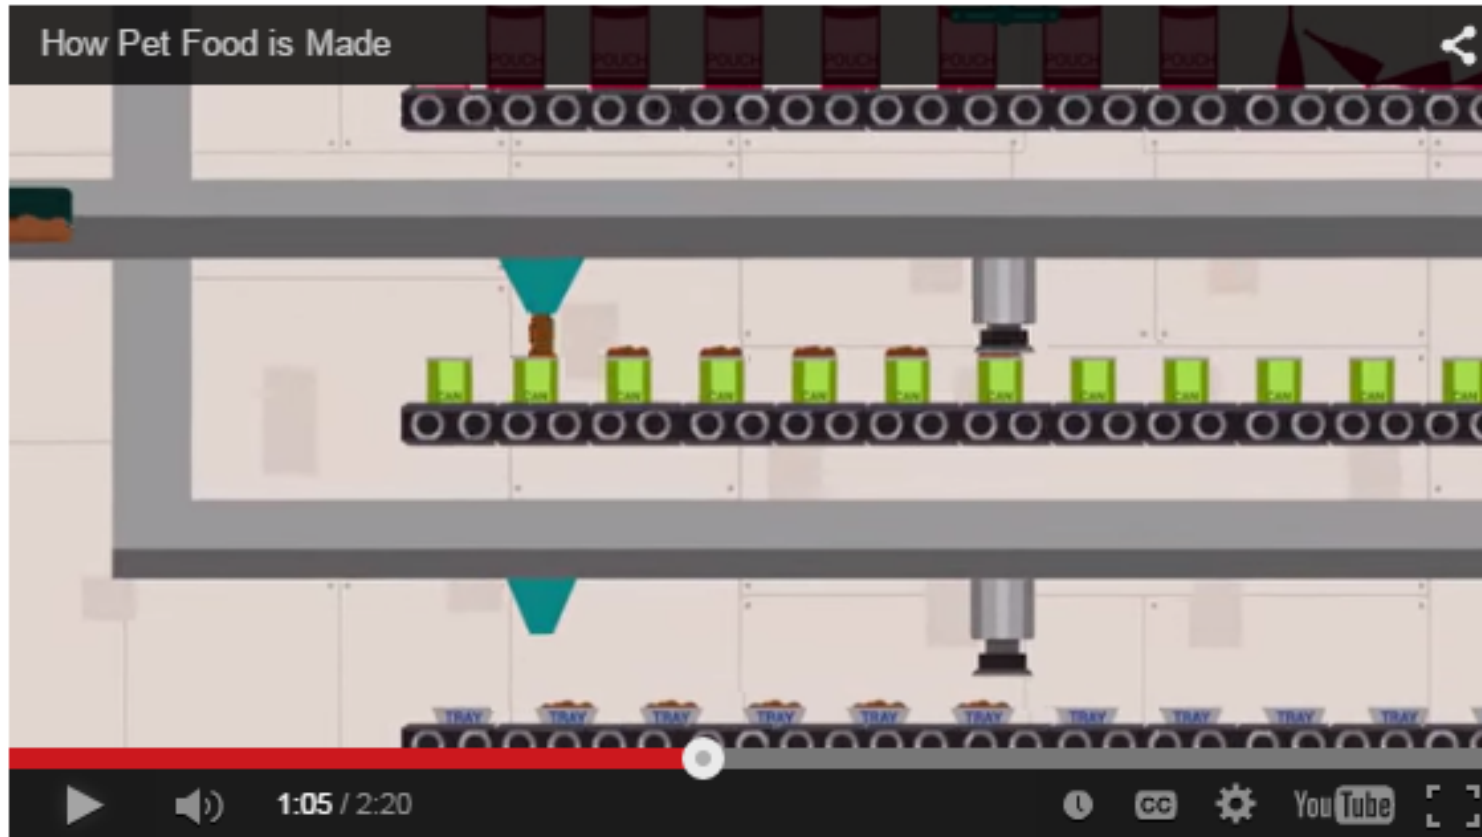 How Pet Food is Made
POUCH POUCH POUCH POUCH POUCH POUCH POUCH
CAN CAN CAN CAN CAN CAN CAN CAN CAN CAN CAN CAN
TRAY TRAY TRAY TRAY TRAY TRAY TRAY TRAY TRAY TRAY
1:05 / 2:20 CC YouTube